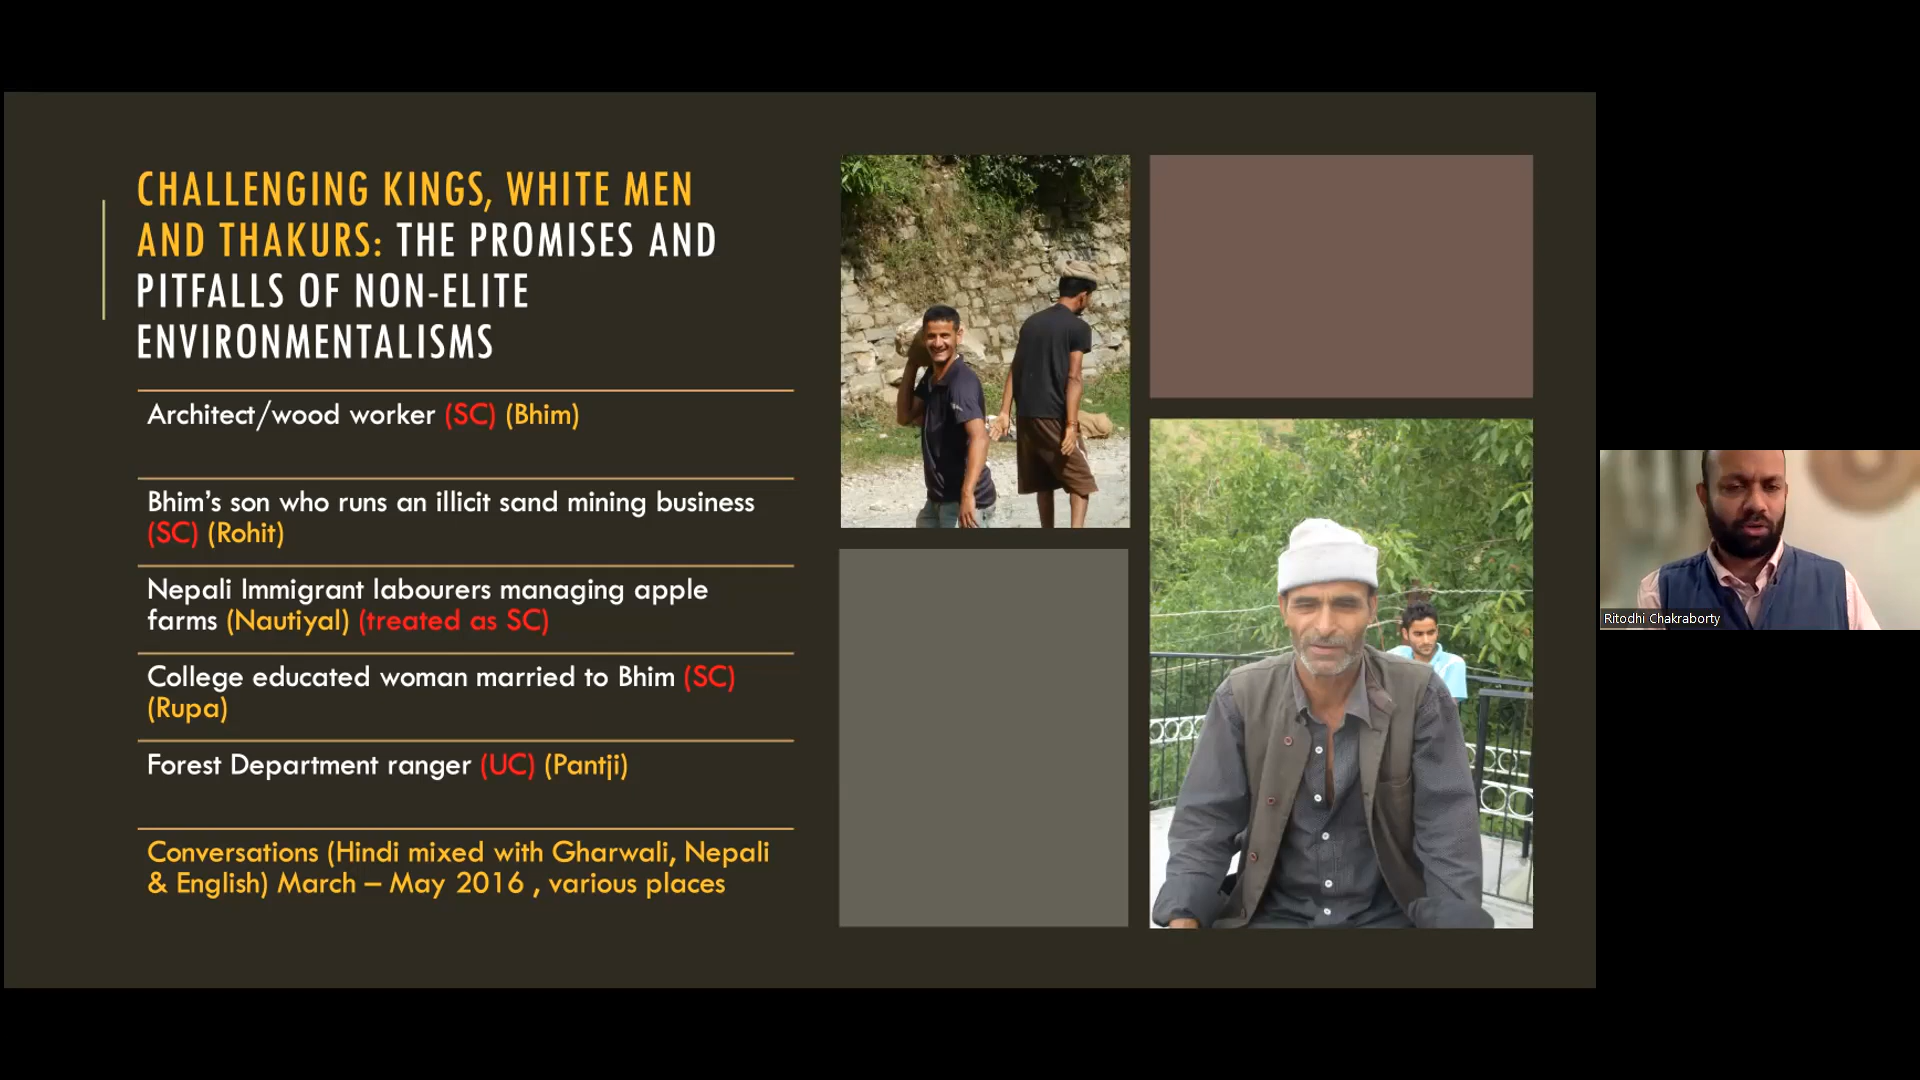 CHALLENGING KINGS, WHITE MEN
AND THAKURS: THE PROMISES AND
PITFALLS OF NON-ELITE
ENVIRONMENTALISMS
Architect/wood worker (SC) (Bhim)
Bhim’s son who runs an illicit sand mining business
(SC) (Rohit)
Nepali Immigrant labourers managing apple
farms (Nautiyal) (treated as SC)
College educated woman married to Bhim (SC)
(Rupa)
Forest Department ranger (UC) (Pantji)
Conversations (Hindi mixed with Gharwali, Nepali
& English) March – May 2016 , various places
Ritodhi Chakraborty